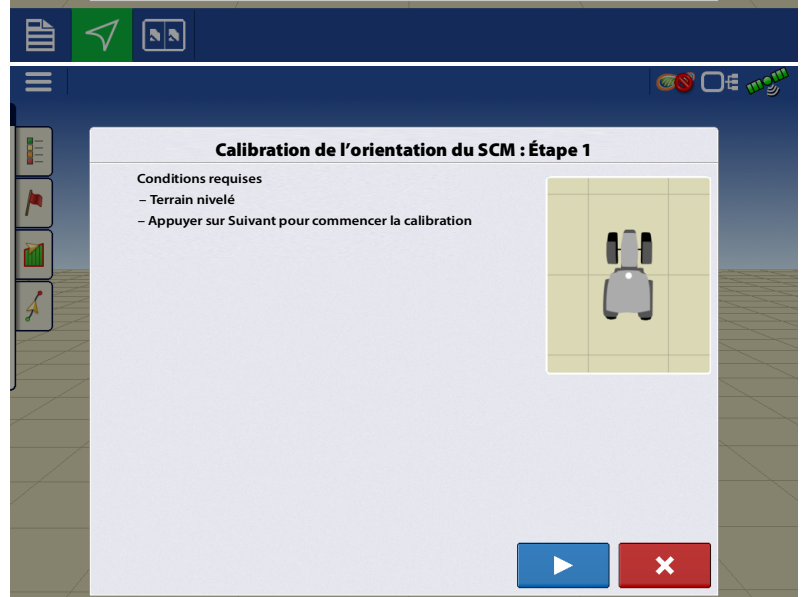 Calibration de l’orientation du SCM : Étape 1
Conditions requises
– Terrain nivelé
– Appuyer sur Suivant pour commencer la calibration